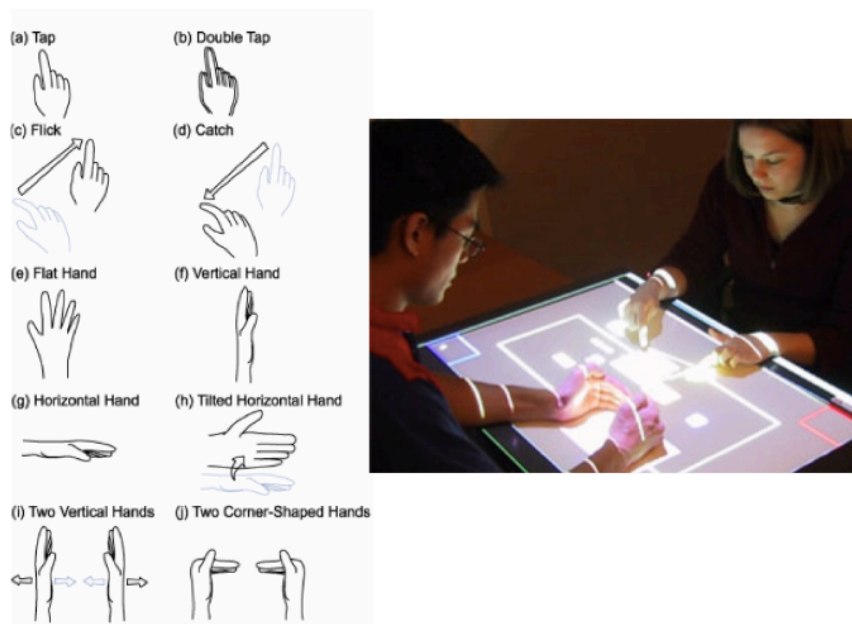 (a) Tap
(b) Double Tap
(c) Flick
(d) Catch
(e) Flat Hand
(f) Vertical Hand
(g) Horizontal Hand
(h) Tilted Horizontal Hand
(i) Two Vertical Hands
(j) Two Corner-Shaped Hands